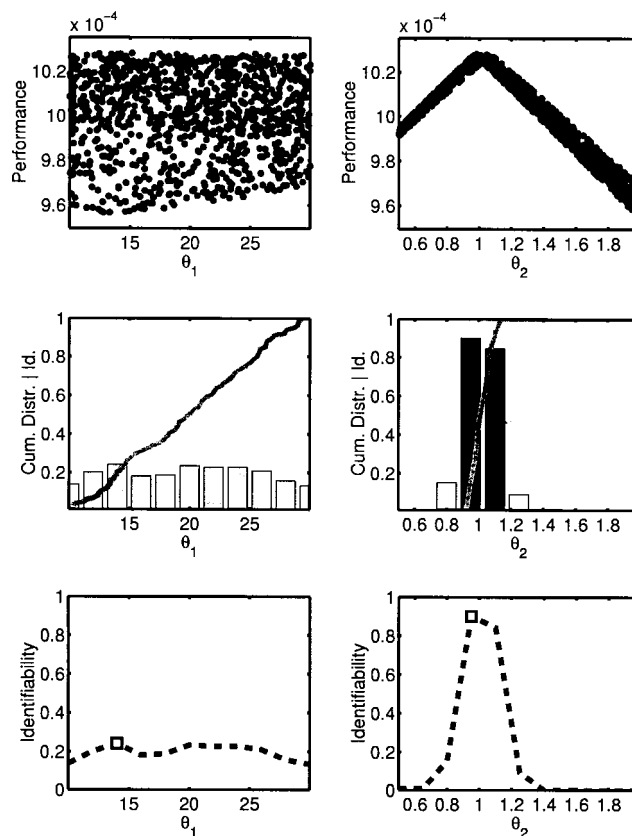 x 10⁻⁴
10.2
10
9.8
9.6
Performance
15 20 25
θ₁
x 10⁻⁴
10.2
10
9.8
9.6
Performance
0.6 0.8 1 1.2 1.4 1.6 1.8
θ₂
1
0.8
0.6
0.4
0.2
Cum. Distr. | Id.
15 20 25
θ₁
1
0.8
0.6
0.4
0.2
Cum. Distr. | Id.
0.6 0.8 1 1.2 1.4 1.6 1.8
θ₂
1
0.8
0.6
0.4
0.2
0
Identifiability
15 20 25
θ₁
1
0.8
0.6
0.4
0.2
0
Identifiability
0.6 0.8 1 1.2 1.4 1.6 1.8
θ₂